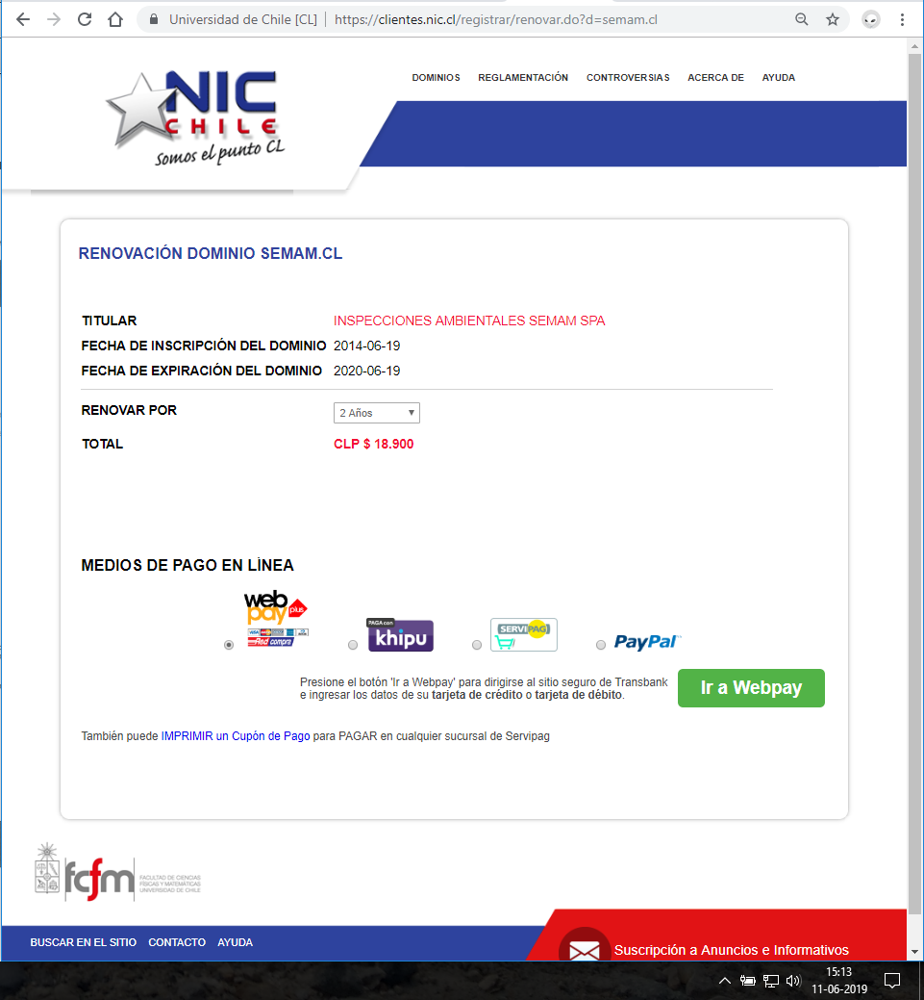 Universidad de Chile [CL] | https://clientes.nic.cl/registrar/renovar.do?d=semam.cl
NIC
CHILE
Somos el punto CL
DOMINIOS REGLAMENTACIÓN CONTROVERSIAS ACERCA DE AYUDA
RENOVACIÓN DOMINIO SEMAM.CL
TITULAR INSPECCIONES AMBIENTALES SEMAM SPA
FECHA DE INSCRIPCIÓN DEL DOMINIO 2014-06-19
FECHA DE EXPIRACIÓN DEL DOMINIO 2020-06-19
RENOVAR POR 2 Años
TOTAL CLP $ 18.900
MEDIOS DE PAGO EN LÍNEA
web
pay plus
Red compra
PAGA con
khipu
SERVIPAG
PayPal
Presione el botón 'Ir a Webpay' para dirigirse al sitio seguro de Transbank
e ingresar los datos de su tarjeta de crédito o tarjeta de débito.
Ir a Webpay
También puede IMPRIMIR un Cupón de Pago para PAGAR en cualquier sucursal de Servipag
fcfm
FACULTAD DE CIENCIAS
FÍSICAS Y MATEMÁTICAS
UNIVERSIDAD DE CHILE
BUSCAR EN EL SITIO CONTACTO AYUDA
Suscripción a Anuncios e Informativos
15:13
11-06-2019